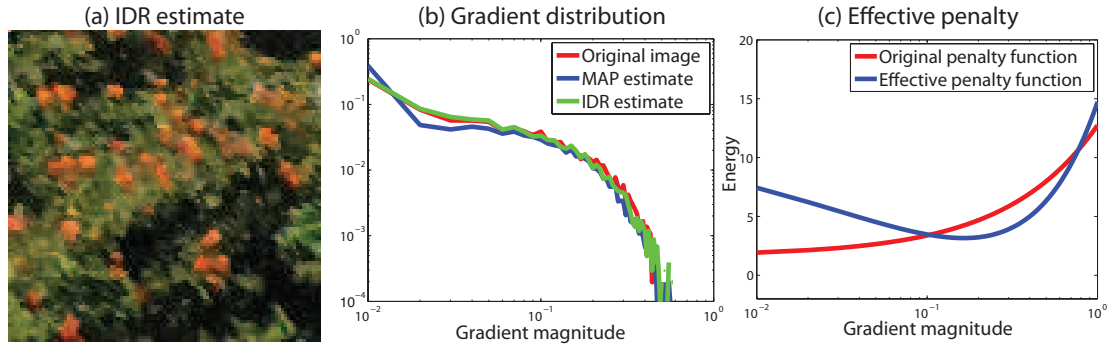 (a) IDR estimate
(b) Gradient distribution
10^0
10^-1
10^-2
10^-3
10^-4
Original image
MAP estimate
IDR estimate
10^-2
10^-1
10^0
Gradient magnitude
(c) Effective penalty
Energy
20
15
10
5
0
Original penalty function
Effective penalty function
10^-2
10^-1
10^0
Gradient magnitude